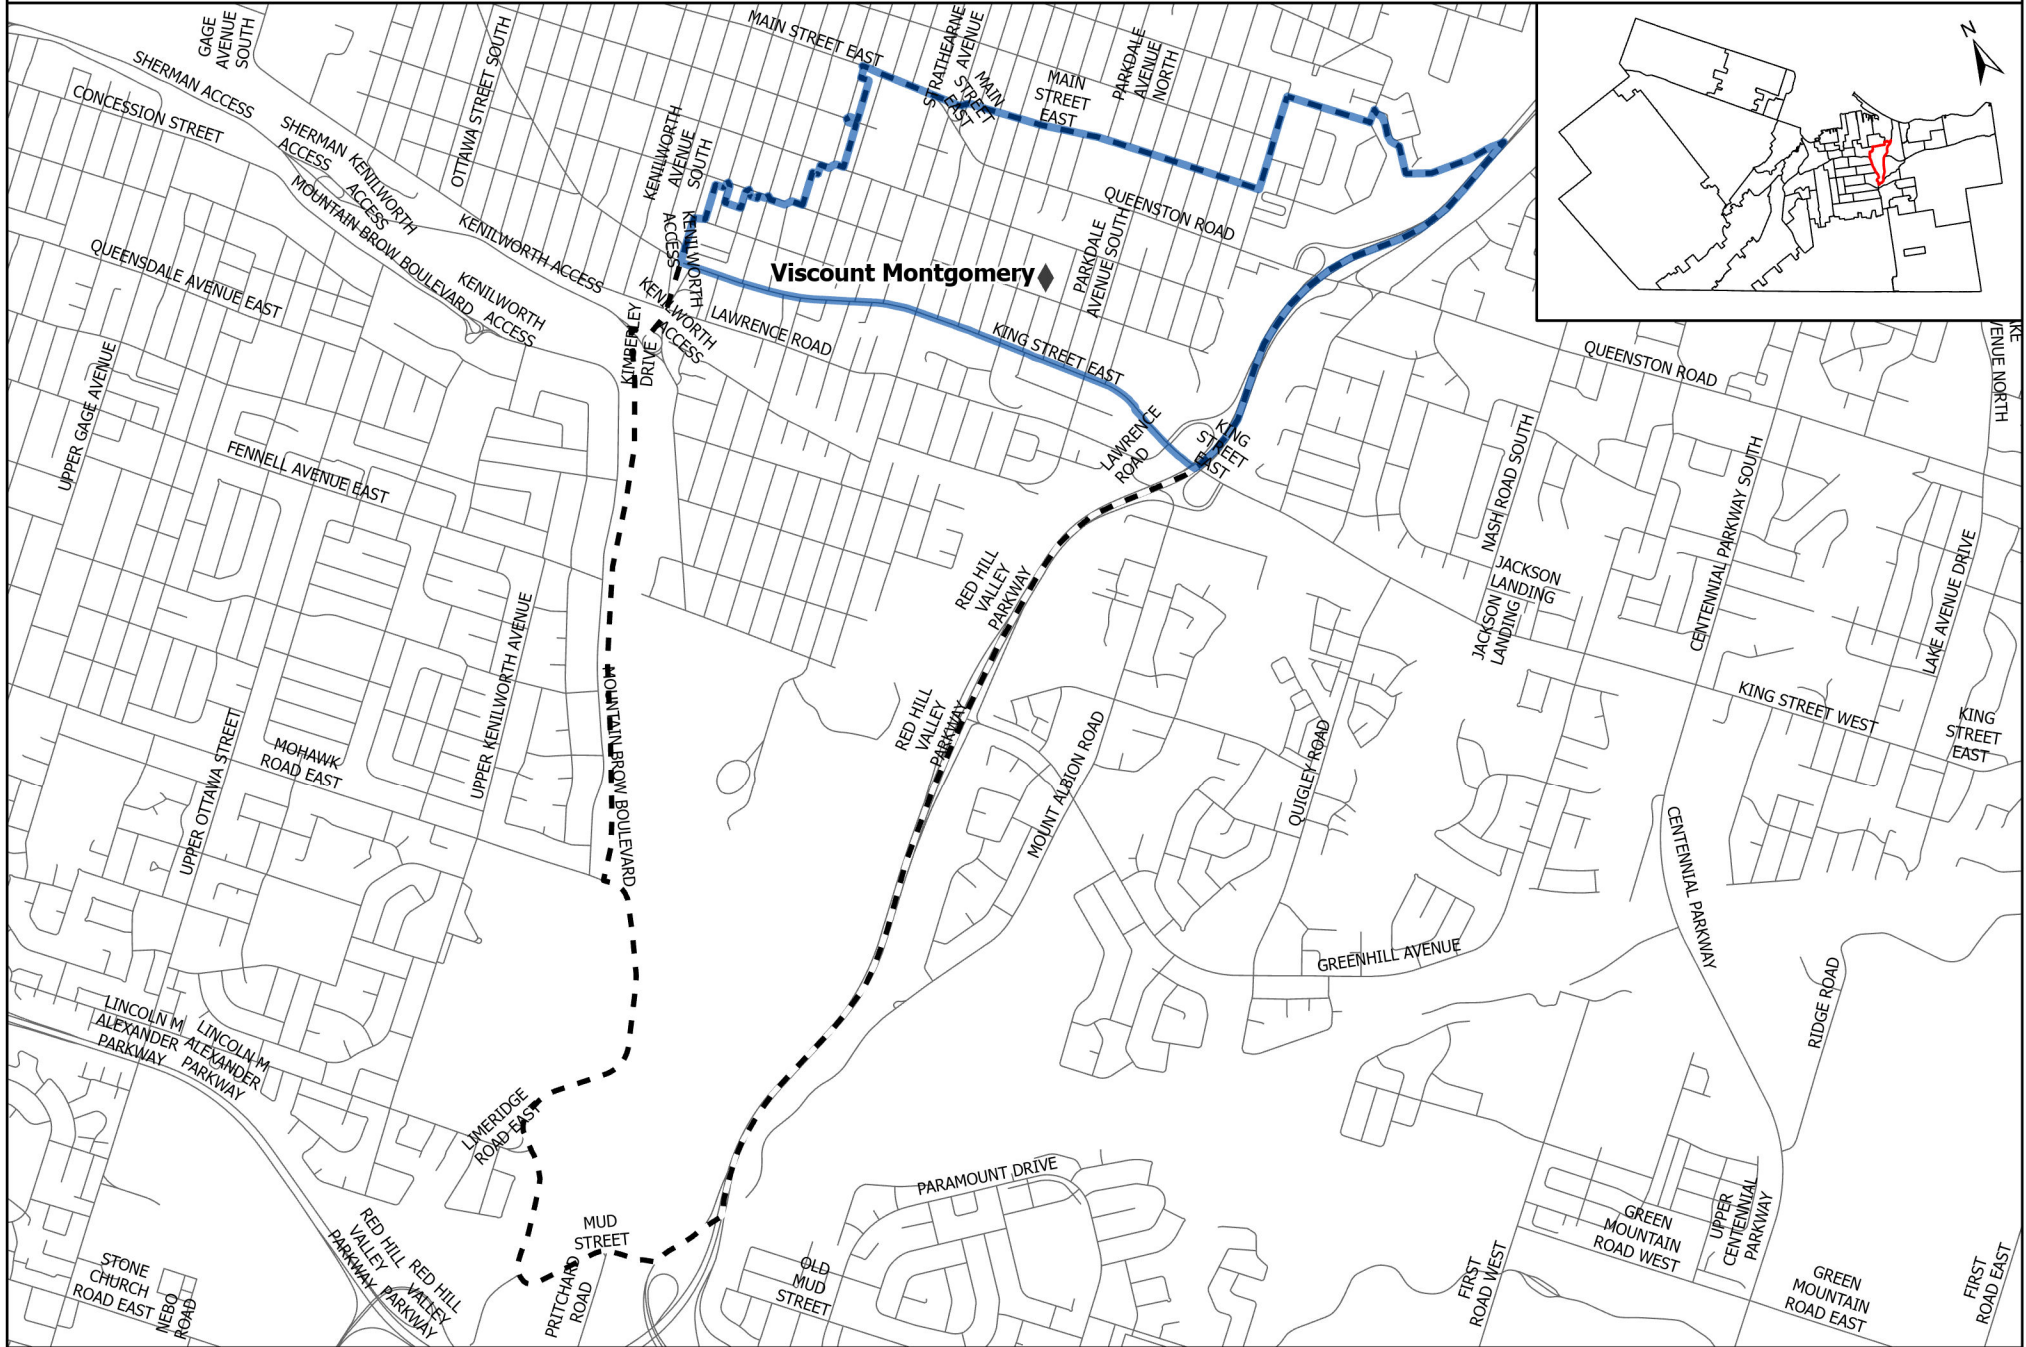 GAGE
AVENUE
SOUTH
SHERMAN ACCESS
CONCESSION STREET
SHERMAN
ACCESS
KENILWORTH
ACCESS
OTTAWA STREET SOUTH
MAIN STREET EAST
STRATHEARNE
AVENUE
MAIN
STREET
EAST
MAIN
STREET
EAST
PARKDALE
AVENUE
NORTH
N
KENILWORTH
AVENUE
SOUTH
MOUNTAIN BROW BOULEVARD
KENILWORTH ACCESS
KENILWORTH
ACCESS
KENILWORTH
ACCESS
QUEENSTON ROAD
PARKDALE
AVENUE SOUTH
Viscount Montgomery
QUEENSDALE AVENUE EAST
KENILWORTH
ACCESS
KIMBERLEY
DRIVE
LAWRENCE ROAD
KING STREET EAST
QUEENSTON ROAD
VENUE NORTH
UPPER GAGE AVENUE
FENNELL AVENUE EAST
LAWRENCE
ROAD
KING
STREET
EAST
NASH ROAD SOUTH
CENTENNIAL PARKWAY SOUTH
JACKSON
LANDING
JACKSON
LANDING
LAKE AVENUE DRIVE
RED HILL
VALLEY
PARKWAY
UPPER KENILWORTH AVENUE
MOUNTAIN BROW BOULEVARD
RED HILL
VALLEY
PARKWAY
MOUNT ALBION ROAD
QUIGLEY ROAD
KING STREET WEST
KING
STREET
EAST
UPPER OTTAWA STREET
MOHAWK
ROAD EAST
CENTENNIAL PARKWAY
GREENHILL AVENUE
RIDGE ROAD
LINCOLN M
ALEXANDER
PARKWAY
LINCOLN M
ALEXANDER
PARKWAY
LIMERIDGE
ROAD EAST
PARAMOUNT DRIVE
MUD
STREET
RED HILL
VALLEY
PARKWAY
RED HILL
VALLEY
PARKWAY
STONE
CHURCH
ROAD EAST
NEBO
ROAD
PRITCHARD
ROAD
OLD
MUD
STREET
FIRST
ROAD WEST
GREEN
MOUNTAIN
ROAD WEST
UPPER
CENTENNIAL
PARKWAY
GREEN
MOUNTAIN
ROAD EAST
FIRST
ROAD EAST